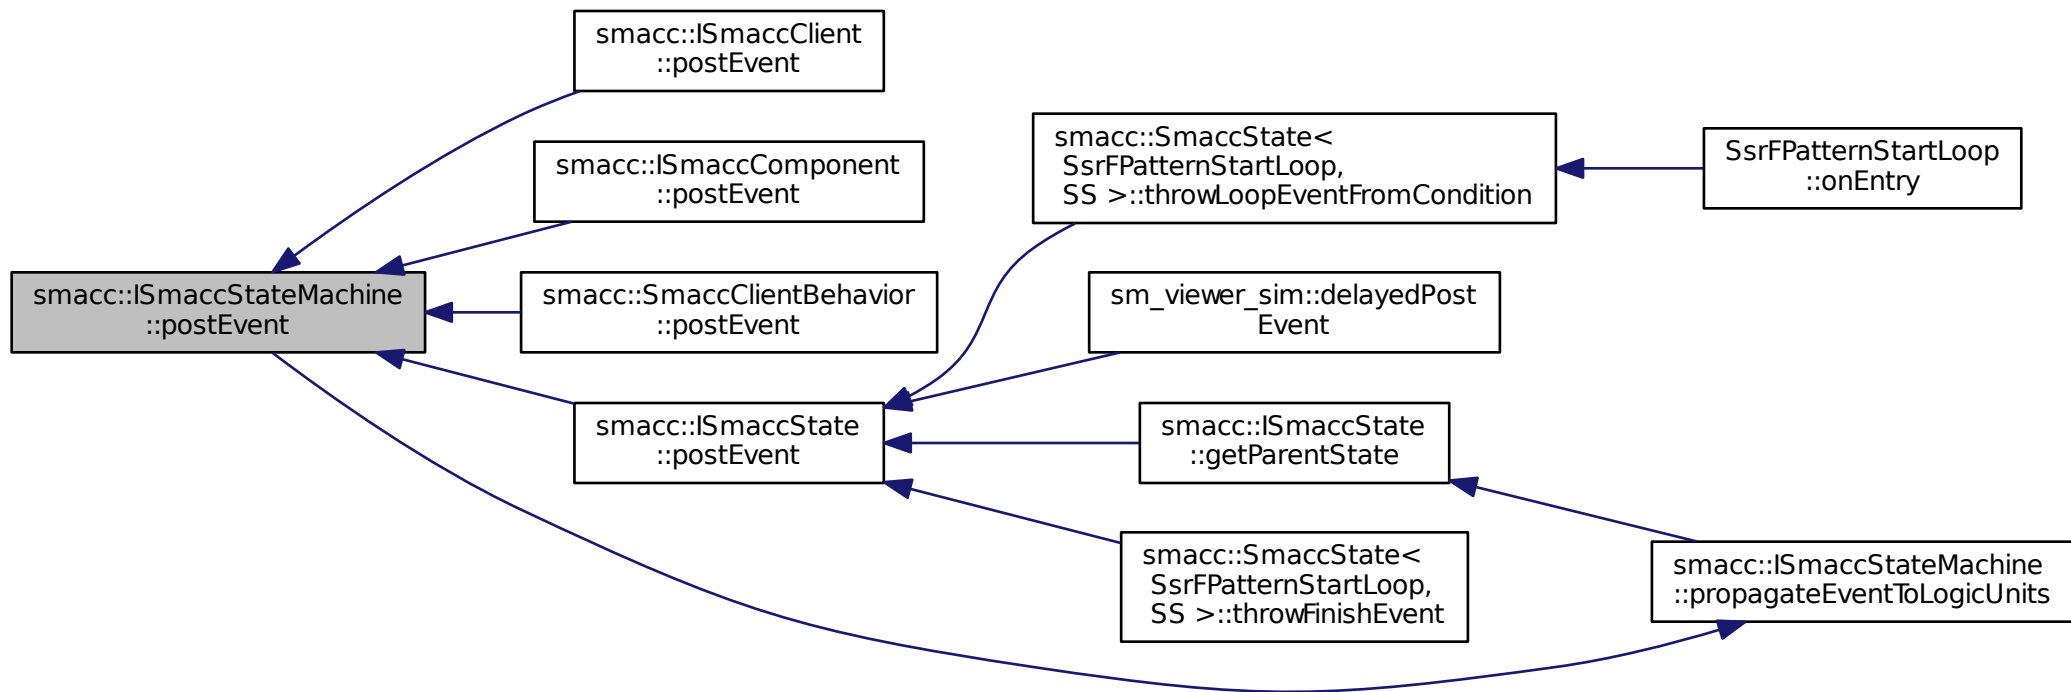 smacc::ISmaccClient
::postEvent
smacc::ISmaccComponent
::postEvent
smacc::ISmaccStateMachine
::postEvent
smacc::SmaccClientBehavior
::postEvent
smacc::ISmaccState
::postEvent
smacc::SmaccState<
SsrFPatternStartLoop,
SS >::throwLoopEventFromCondition
SsrFPatternStartLoop
::onEntry
sm_viewer_sim::delayedPost
Event
smacc::ISmaccState
::getParentState
smacc::SmaccState<
SsrFPatternStartLoop,
SS >::throwFinishEvent
smacc::ISmaccStateMachine
::propagateEventToLogicUnits